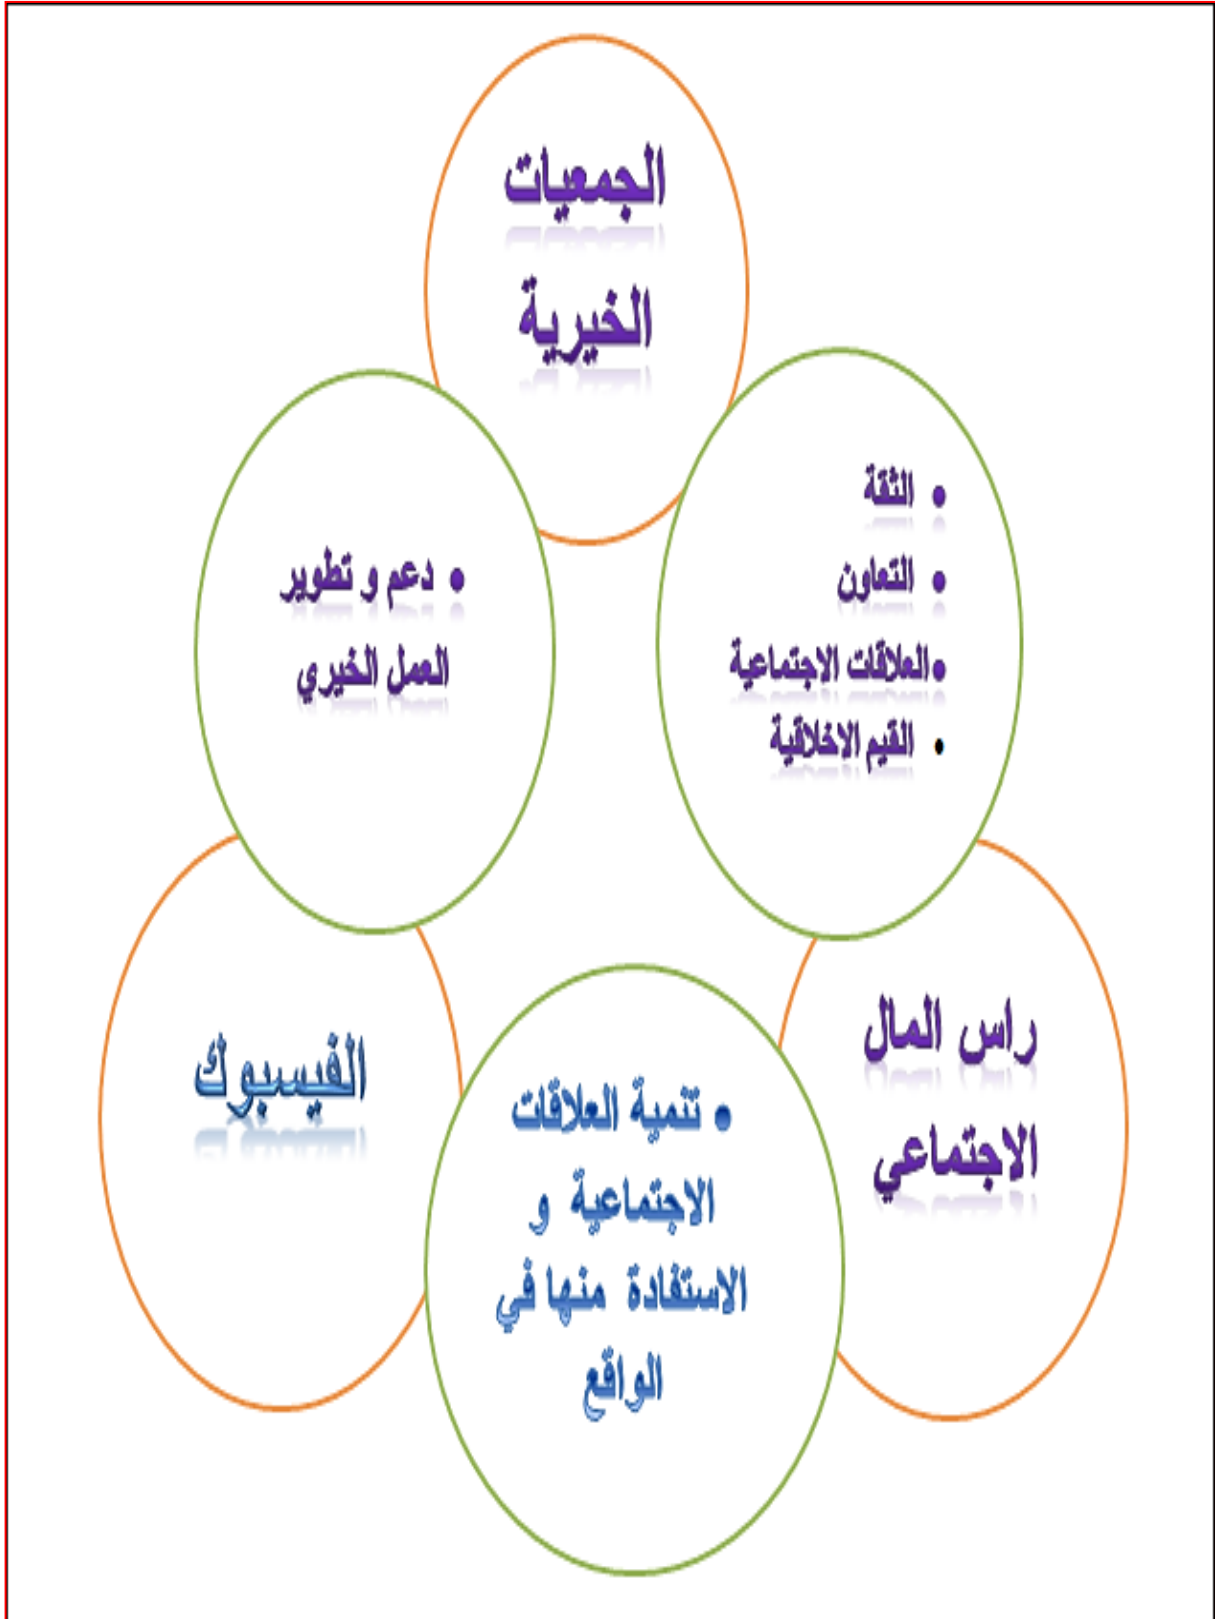 الجمعيات
الخيرية
• الثقة
• التعاون
•العلاقات الاجتماعية
• القيم الاخلاقية
• دعم و تطوير
العمل الخيري
راس المال
الاجتماعي
الفيسبوك
• تنمية العلاقات
الاجتماعية و
الاستفادة منها في
الواقع